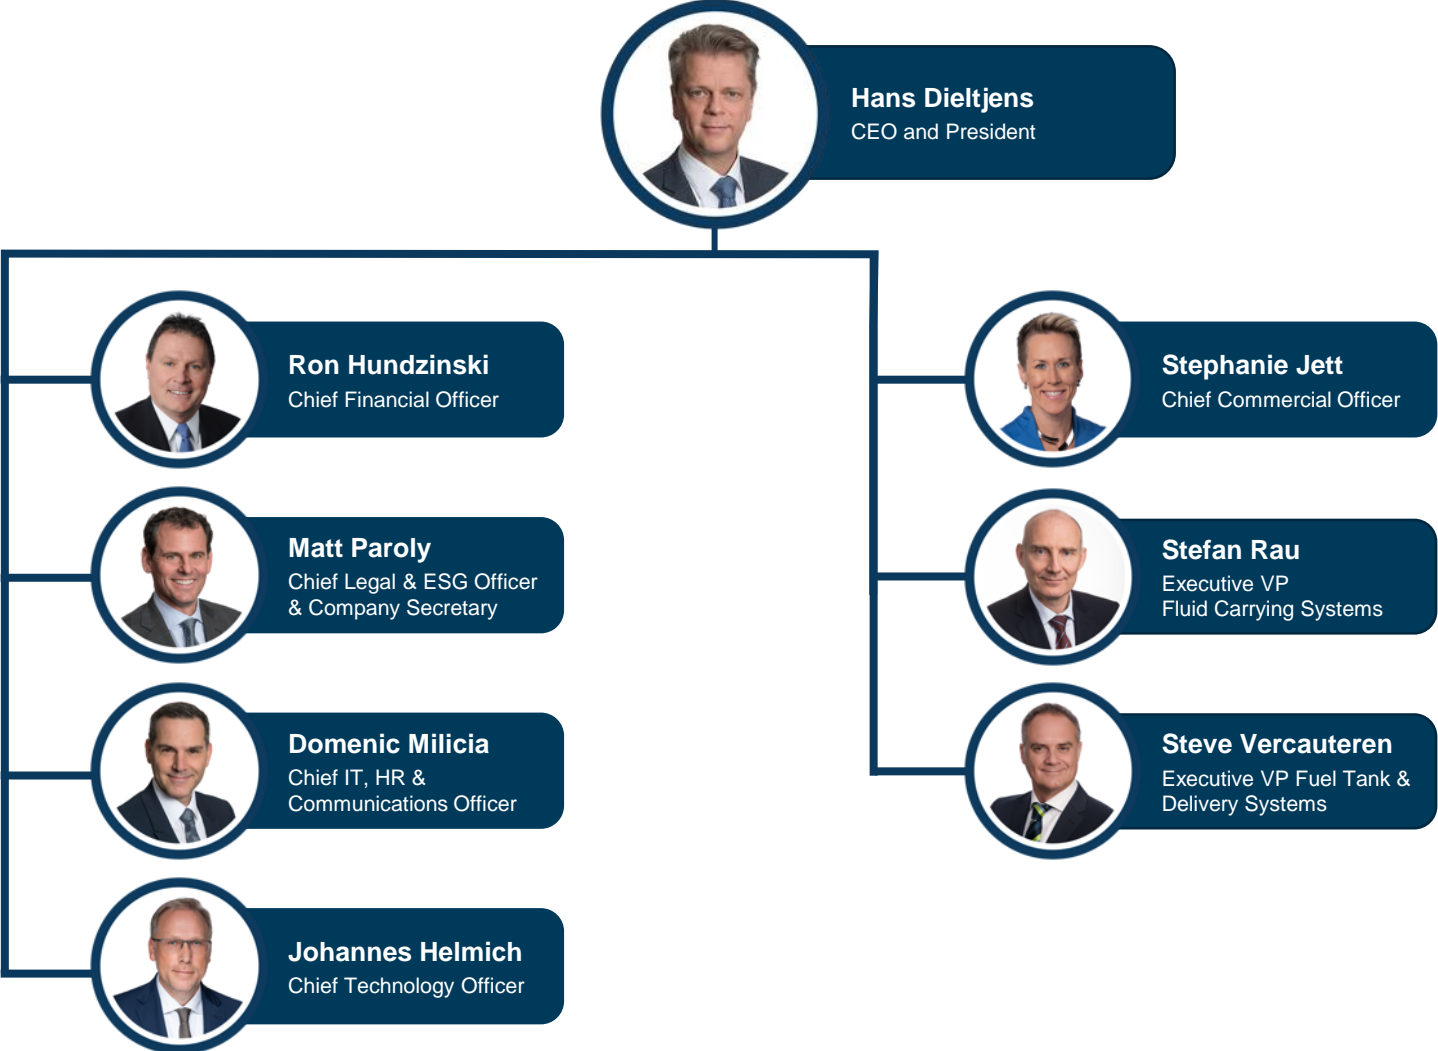 Hans Dieltjens
CEO and President
Ron Hundzinski
Chief Financial Officer
Matt Paroly
Chief Legal & ESG Officer
& Company Secretary
Domenic Milicia
Chief IT, HR &
Communications Officer
Johannes Helmich
Chief Technology Officer
Stephanie Jett
Chief Commercial Officer
Stefan Rau
Executive VP
Fluid Carrying Systems
Steve Vercauteren
Executive VP Fuel Tank &
Delivery Systems